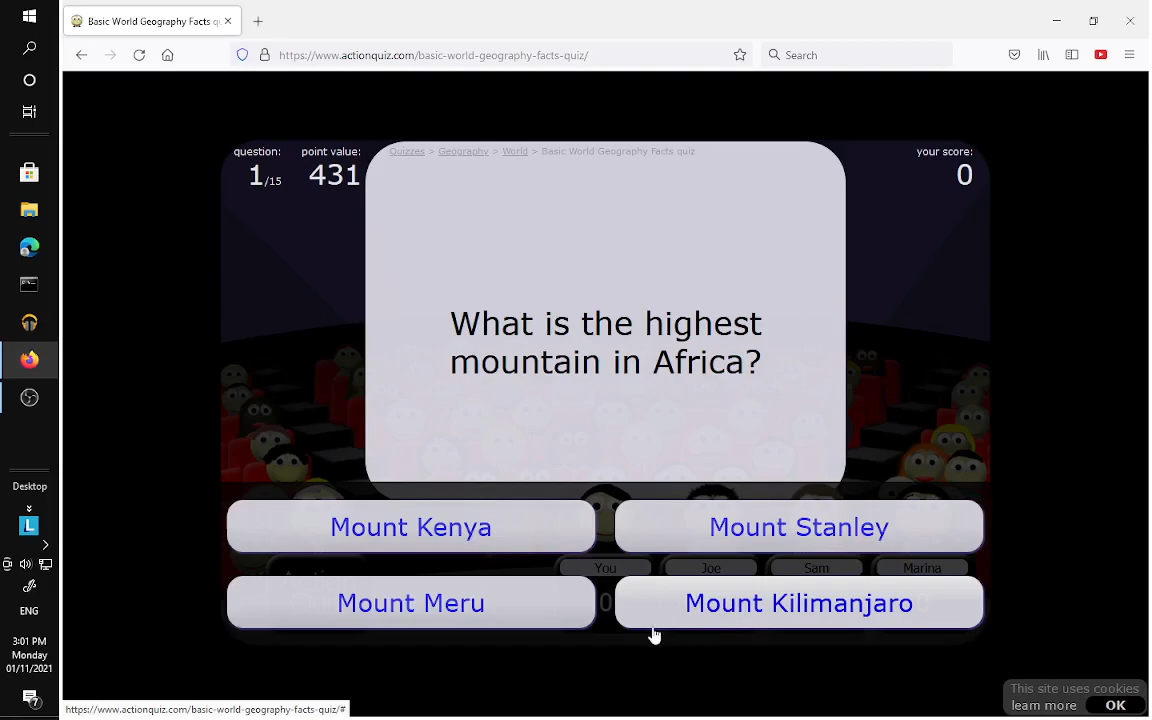 Basic World Geography Facts qu
https://www.actionquiz.com/basic-world-geography-facts-quiz/
Search
question:
point value:
Quizzes > Geography > World > Basic World Geography Facts quiz
your score:
1/15
431
0
What is the highest
mountain in Africa?
Mount Kenya
Mount Stanley
You
Joe
Sam
Marina
Mount Meru
0
Mount Kilimanjaro
Desktop
L
ENG
3:01 PM
Monday
01/11/2021
7
This site uses cookies
learn more
OK
https://www.actionquiz.com/basic-world-geography-facts-quiz/#